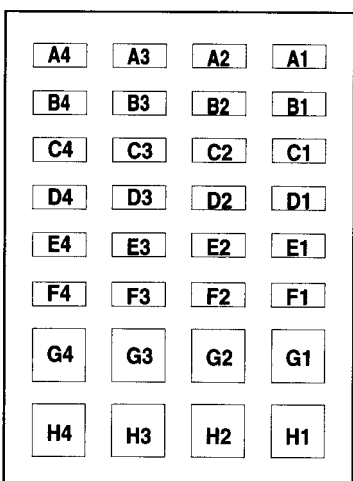 A4 A3 A2 A1
B4 B3 B2 B1
C4 C3 C2 C1
D4 D3 D2 D1
E4 E3 E2 E1
F4 F3 F2 F1
G4 G3 G2 G1
H4 H3 H2 H1